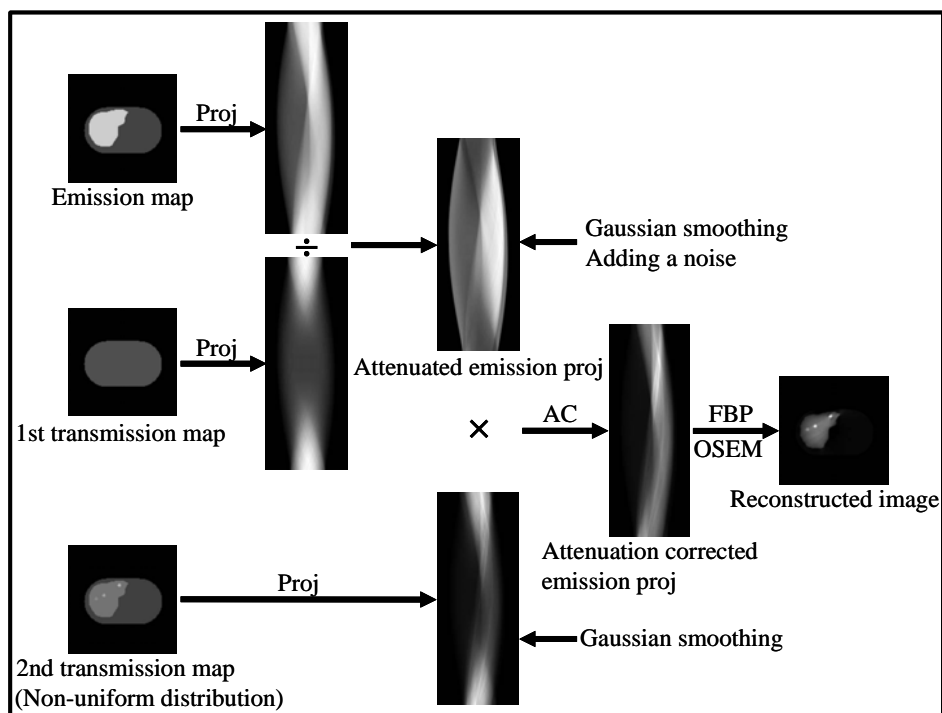 Proj
Emission map
÷
Gaussian smoothing
Adding a noise
Proj
1st transmission map
Attenuated emission proj
×
AC
FBP
OSEM
Reconstructed image
Attenuation corrected
emission proj
Proj
Gaussian smoothing
2nd transmission map
(Non-uniform distribution)